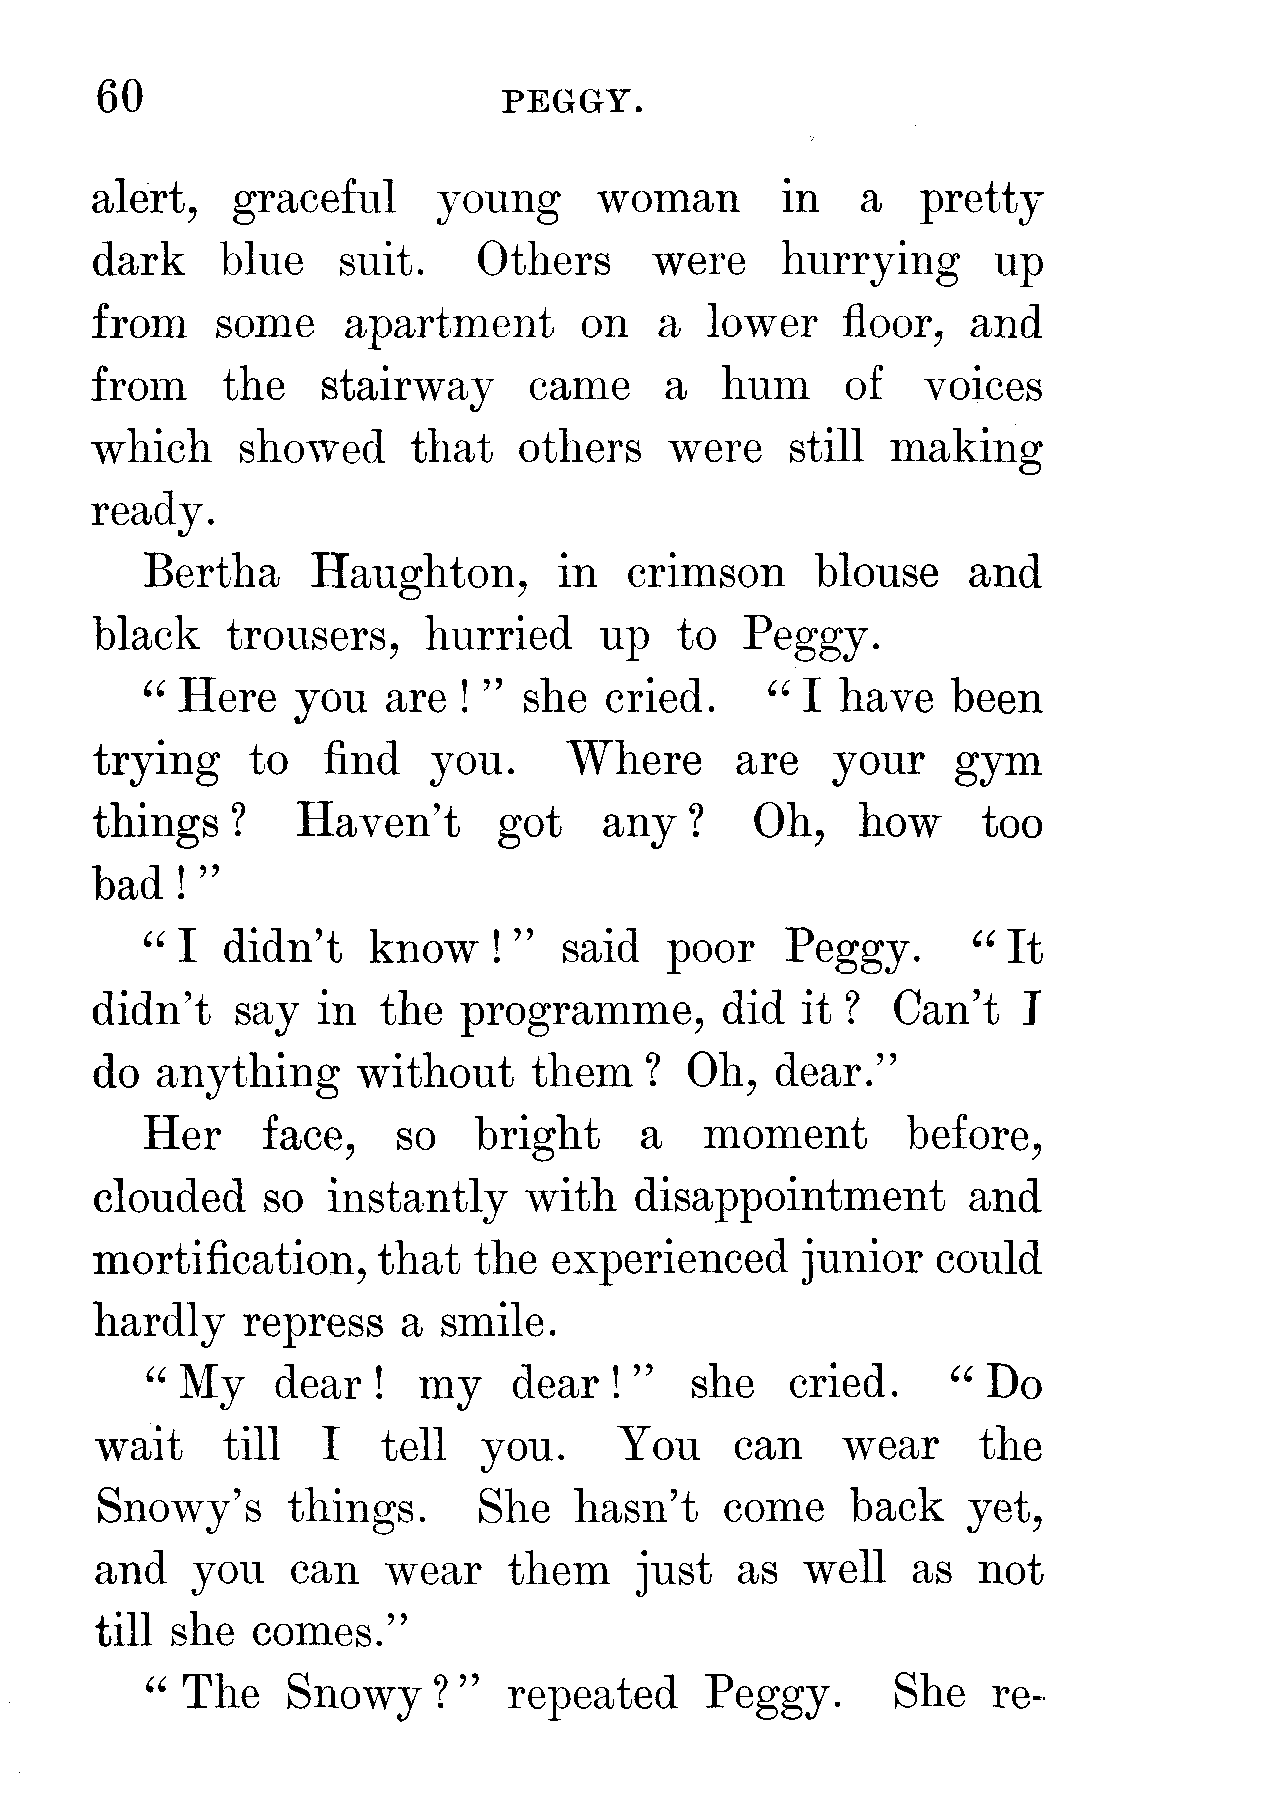 60 PEGGY.
alert, graceful young woman in a pretty
dark blue suit. Others were hurrying up
from some apartment on a lower floor, and
from the stairway came a hum of voices
which showed that others were still making
ready.
Bertha Haughton, in crimson blouse and
black trousers, hurried up to Peggy.
“Here you are!” she cried. “I have been
trying to find you. Where are your gym
things? Haven’t got any? Oh, how too
bad!”
“I didn’t know!” said poor Peggy. “It
didn’t say in the programme, did it? Can’t I
do anything without them? Oh, dear.”
Her face, so bright a moment before,
clouded so instantly with disappointment and
mortification, that the experienced junior could
hardly repress a smile.
“My dear! my dear!” she cried. “Do
wait till I tell you. You can wear the
Snowy’s things. She hasn’t come back yet,
and you can wear them just as well as not
till she comes.”
“The Snowy?” repeated Peggy. She re-